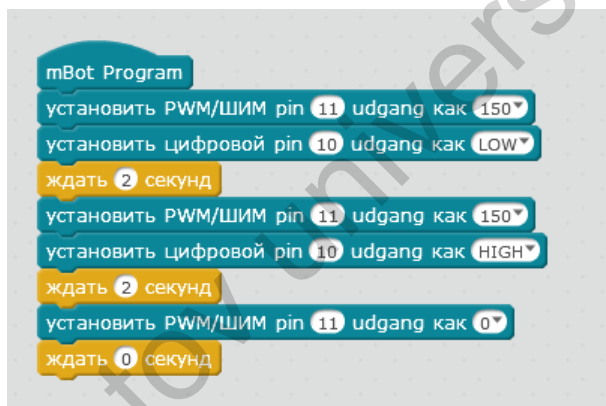 mBot Program
установить PWM/ШИМ pin 11 udgang как 150
установить цифровой pin 10 udgang как LOW
ждать 2 секунд
установить PWM/ШИМ pin 11 udgang как 150
установить цифровой pin 10 udgang как HIGH
ждать 2 секунд
установить PWM/ШИМ pin 11 udgang как 0
ждать 0 секунд